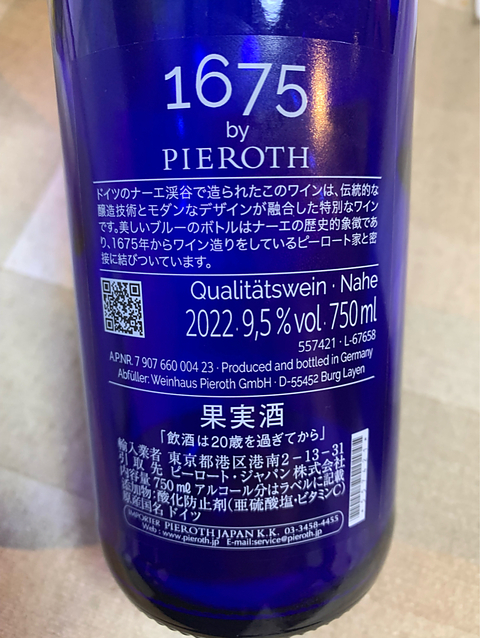 1675
by
PIEROTH
ドイツのナーエ渓谷で造られたこのワインは、伝統的な
醸造技術とモダンなデザインが融合した特別なワイン
です。美しいブルーのボトルはナーエの歴史的象徴であ
り、1675年からワイン造りをしているピーロート家と密
接に結びついています。
Qualitätswein · Nahe
2022 · 9,5 % vol · 750 ml
557421 · L-67658
A.P.NR. 7 907 660 004 23 · Produced and bottled in Germany
Abfüller: Weinhaus Pieroth GmbH · D-55452 Burg Layen
果実酒
「飲酒は20歳を過ぎてから」
輸入業者 東京都港区港南2-13-31
引取先 ピーロート・ジャパン株式会社
内容量 750㎖ アルコール分はラベルに記載
添加物:酸化防止剤(亜硫酸塩・ビタミンC)
原産国名 ドイツ
IMPORTER PIEROTH JAPAN K.K. 03-3458-4455
Web : www.pieroth.jp E-mail:service@pieroth.jp